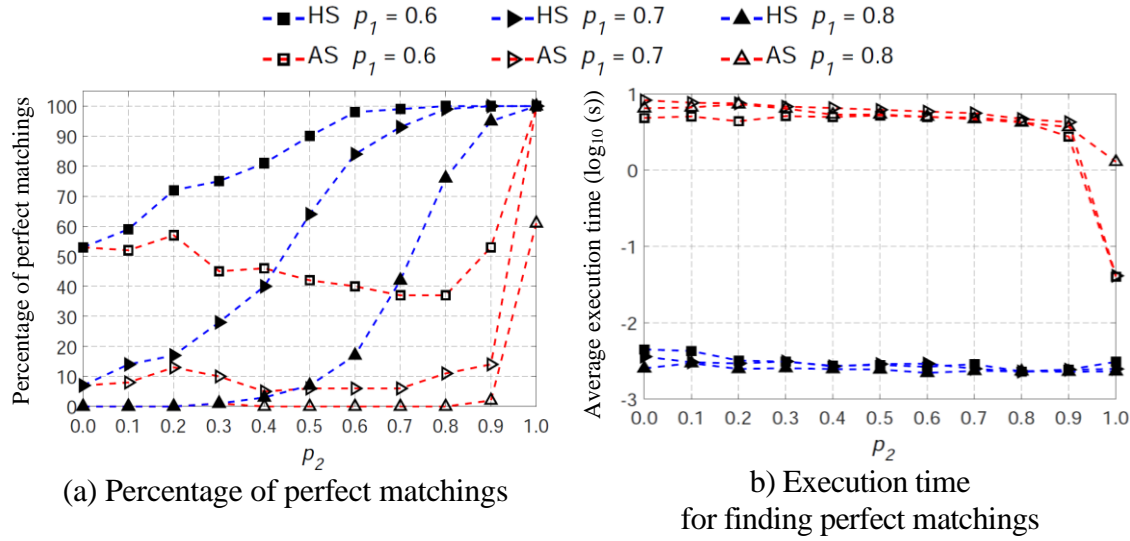 HS p1 = 0.6 HS p1 = 0.7 HS p1 = 0.8
AS p1 = 0.6 AS p1 = 0.7 AS p1 = 0.8
Percentage of perfect matchings
100
90
80
70
60
50
40
30
20
10
0
0.0 0.1 0.2 0.3 0.4 0.5 0.6 0.7 0.8 0.9 1.0
p2
(a) Percentage of perfect matchings
Average execution time (log10 (s))
1
0
-1
-2
-3
0.0 0.1 0.2 0.3 0.4 0.5 0.6 0.7 0.8 0.9 1.0
p2
b) Execution time
for finding perfect matchings